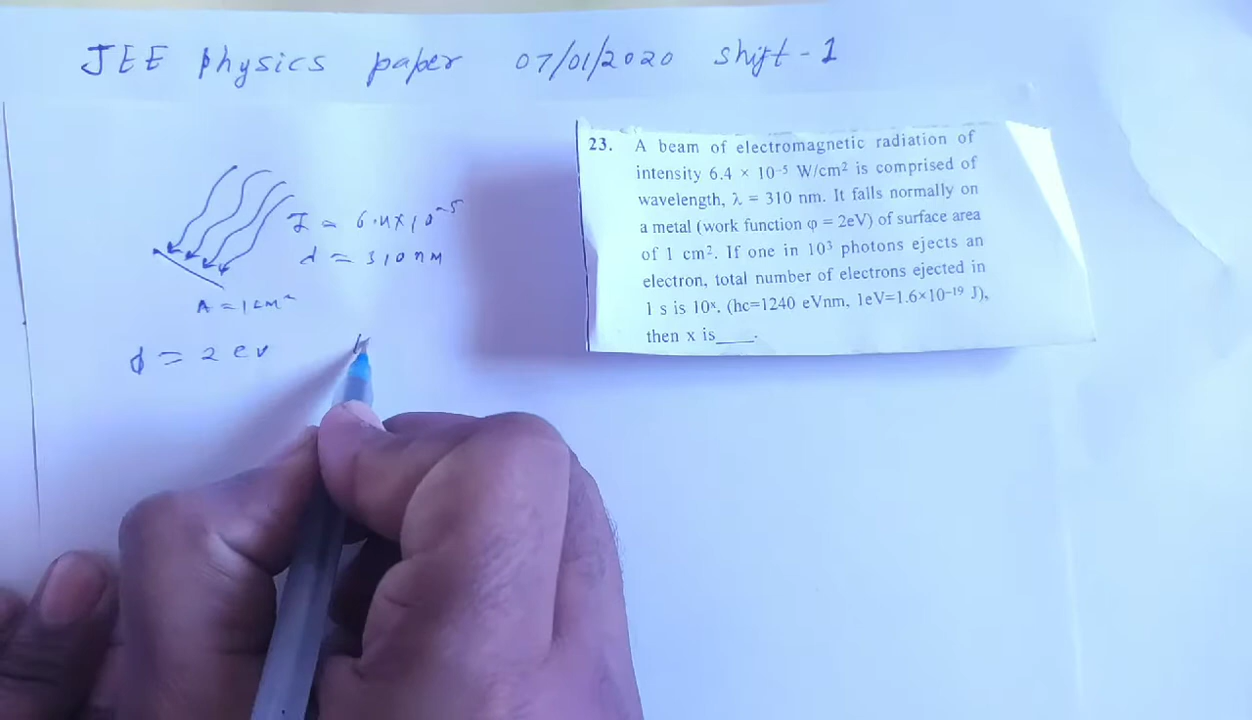 JEE physics paper 07/01/2020 shift - 1
I = 6.4×10⁻⁵
λ = 310 nm
A = 1 cm²
ϕ = 2 ev
23. A beam of electromagnetic radiation of
intensity 6.4 × 10⁻⁵ W/cm² is comprised of
wavelength, λ = 310 nm. It falls normally on
a metal (work function φ = 2eV) of surface area
of 1 cm². If one in 10³ photons ejects an
electron, total number of electrons ejected in
1 s is 10ˣ. (hc=1240 eVnm, 1eV=1.6×10⁻¹⁹ J),
then x is____.